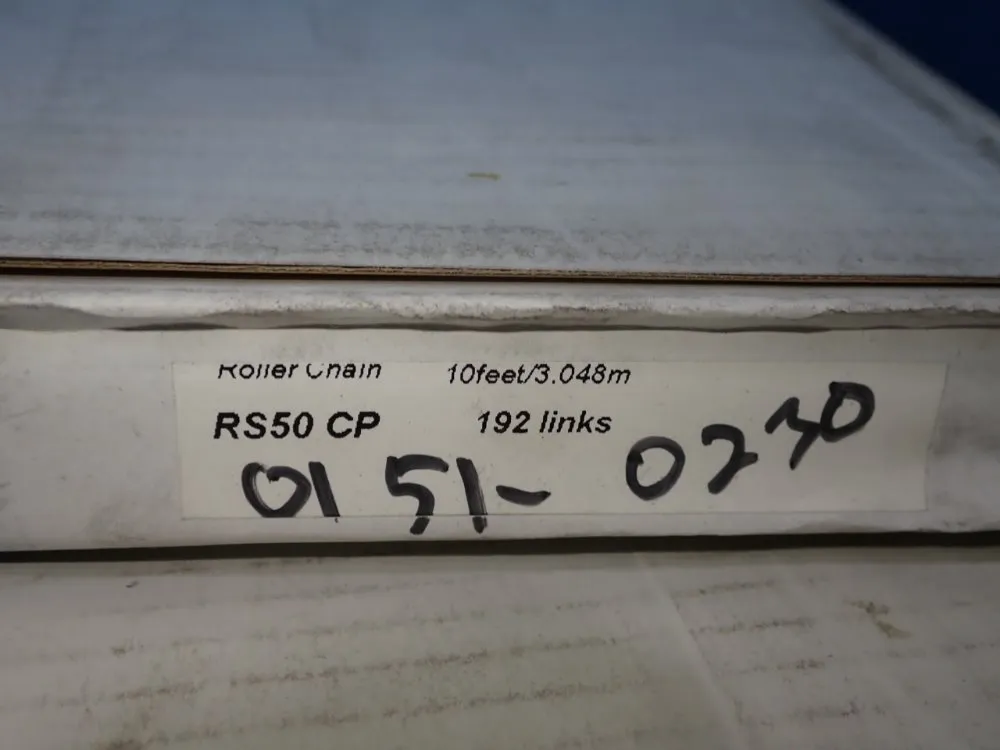 Roller Chain 10feet/3.048m
RS50 CP 192 links
0151-0230